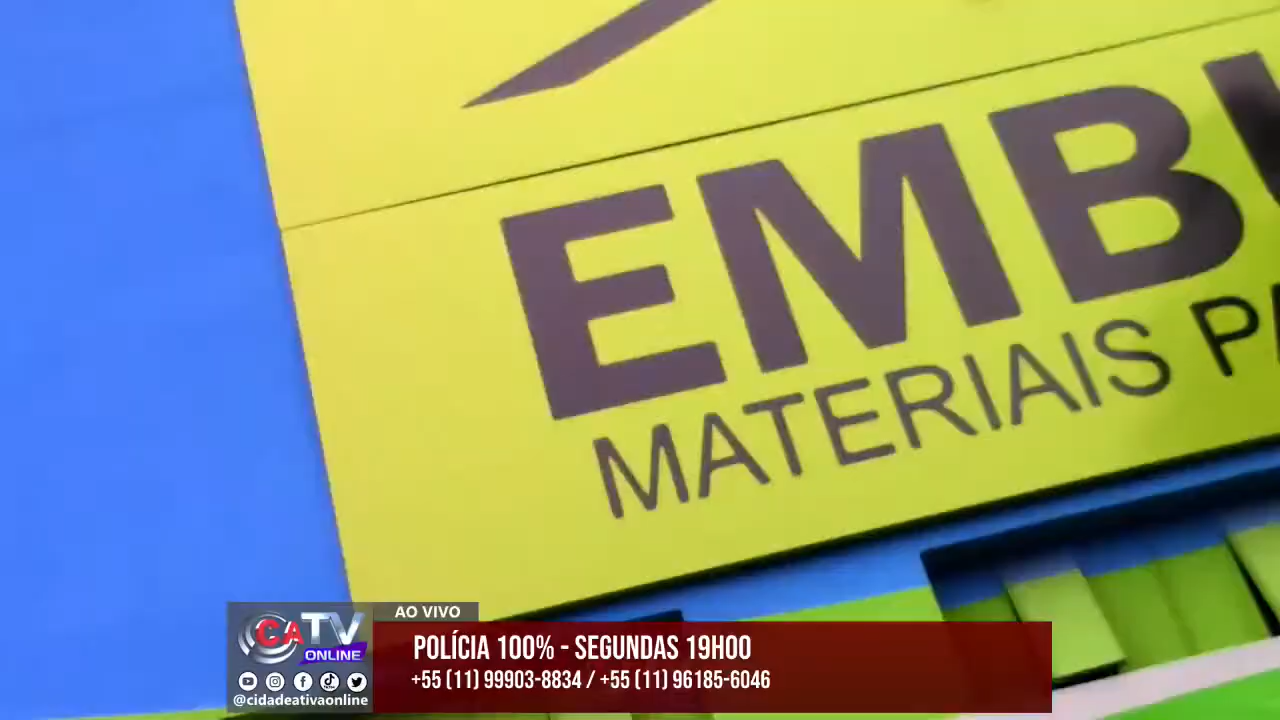 EMB
MATERIAIS
AO VIVO
CATV
ONLINE
@cidadeativaonline
POLÍCIA 100% - SEGUNDAS 19H00
+55 (11) 99903-8834 / +55 (11) 96185-6046